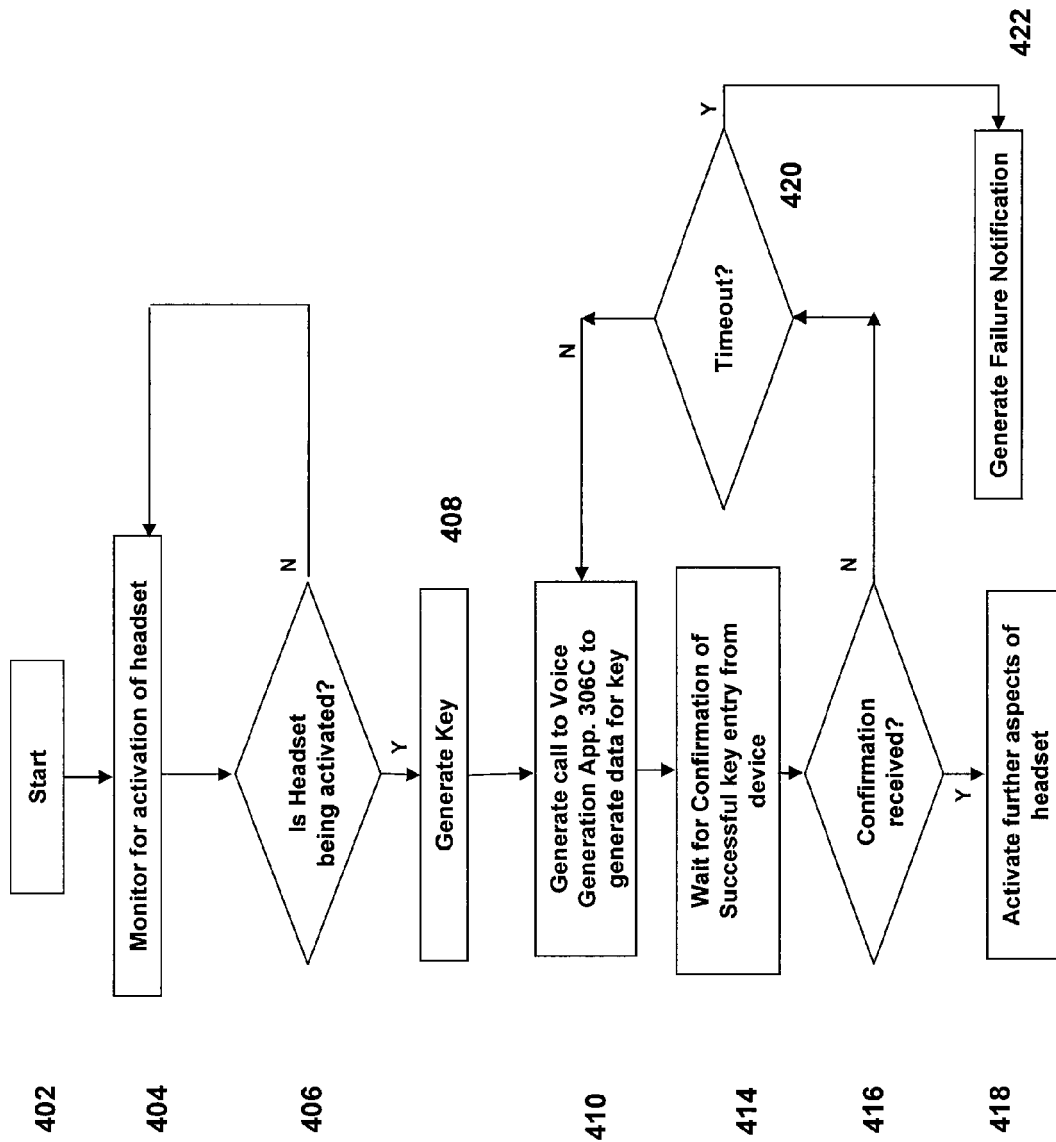 402
Start
404
Monitor for activation of headset
406
Is Headset
being activated?
N
Y
408
Generate Key
410
Generate call to Voice
Generation App. 306C to
generate data for key
414
Wait for Confirmation of
Successful key entry from
device
416
Confirmation
received?
N
Y
418
Activate further aspects of
headset
Timeout?
420
N
Y
Generate Failure Notification
422